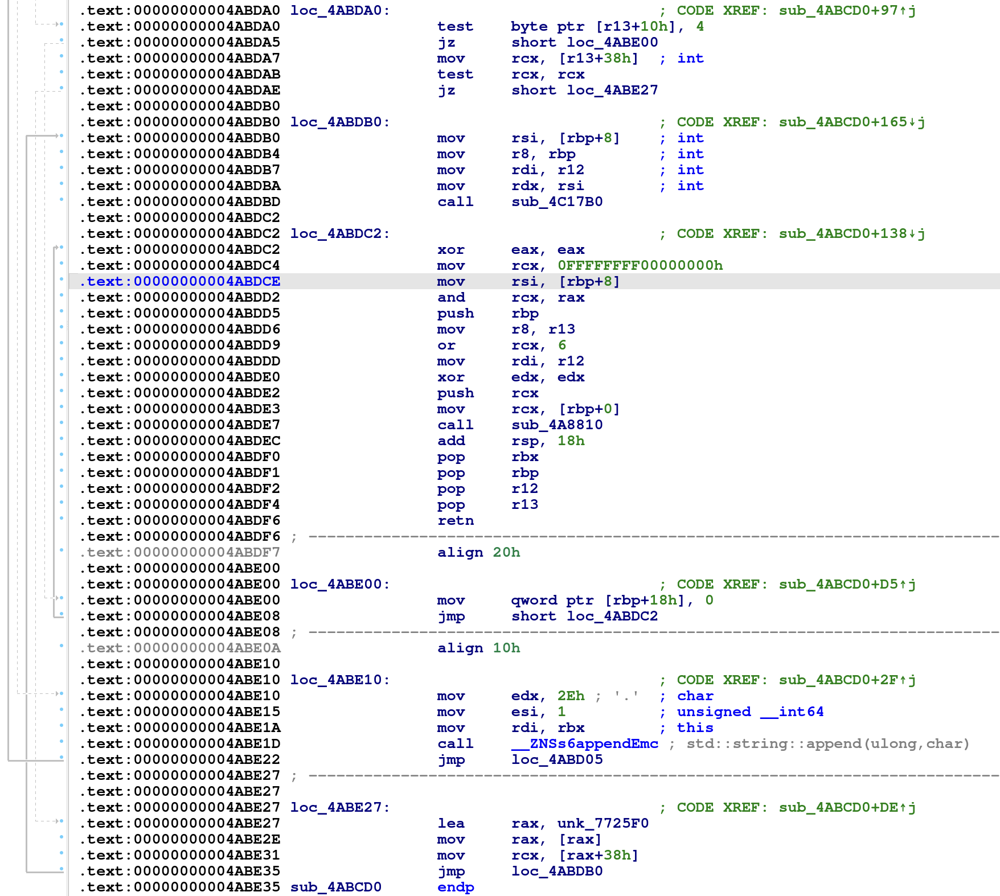 .text:00000000004ABDA0 loc_4ABDA0: ; CODE XREF: sub_4ABCD0+97↑j
.text:00000000004ABDA0 test byte ptr [r13+10h], 4
.text:00000000004ABDA5 jz short loc_4ABE00
.text:00000000004ABDA7 mov rcx, [r13+38h] ; int
.text:00000000004ABDAB test rcx, rcx
.text:00000000004ABDAE jz short loc_4ABE27
.text:00000000004ABDB0
.text:00000000004ABDB0 loc_4ABDB0: ; CODE XREF: sub_4ABCD0+165↓j
.text:00000000004ABDB0 mov rsi, [rbp+8] ; int
.text:00000000004ABDB4 mov r8, rbp ; int
.text:00000000004ABDB7 mov rdi, r12 ; int
.text:00000000004ABDBA mov rdx, rsi ; int
.text:00000000004ABDBD call sub_4C17B0
.text:00000000004ABDC2
.text:00000000004ABDC2 loc_4ABDC2: ; CODE XREF: sub_4ABCD0+138↓j
.text:00000000004ABDC2 xor eax, eax
.text:00000000004ABDC4 mov rcx, 0FFFFFFFF00000000h
.text:00000000004ABDCE mov rsi, [rbp+8]
.text:00000000004ABDD2 and rcx, rax
.text:00000000004ABDD5 push rbp
.text:00000000004ABDD6 mov r8, r13
.text:00000000004ABDD9 or rcx, 6
.text:00000000004ABDDD mov rdi, r12
.text:00000000004ABDE0 xor edx, edx
.text:00000000004ABDE2 push rcx
.text:00000000004ABDE3 mov rcx, [rbp+0]
.text:00000000004ABDE7 call sub_4A8810
.text:00000000004ABDEC add rsp, 18h
.text:00000000004ABDF0 pop rbx
.text:00000000004ABDF1 pop rbp
.text:00000000004ABDF2 pop r12
.text:00000000004ABDF4 pop r13
.text:00000000004ABDF6 retn
.text:00000000004ABDF6 ; ---------------------------------------------------------------------------
.text:00000000004ABDF7 align 20h
.text:00000000004ABE00
.text:00000000004ABE00 loc_4ABE00: ; CODE XREF: sub_4ABCD0+D5↑j
.text:00000000004ABE00 mov qword ptr [rbp+18h], 0
.text:00000000004ABE08 jmp short loc_4ABDC2
.text:00000000004ABE08 ; ---------------------------------------------------------------------------
.text:00000000004ABE0A align 10h
.text:00000000004ABE10
.text:00000000004ABE10 loc_4ABE10: ; CODE XREF: sub_4ABCD0+2F↑j
.text:00000000004ABE10 mov edx, 2Eh ; '.' ; char
.text:00000000004ABE15 mov esi, 1 ; unsigned __int64
.text:00000000004ABE1A mov rdi, rbx ; this
.text:00000000004ABE1D call __ZNSs6appendEmc ; std::string::append(ulong,char)
.text:00000000004ABE22 jmp loc_4ABD05
.text:00000000004ABE27 ; ---------------------------------------------------------------------------
.text:00000000004ABE27
.text:00000000004ABE27 loc_4ABE27: ; CODE XREF: sub_4ABCD0+DE↑j
.text:00000000004ABE27 lea rax, unk_7725F0
.text:00000000004ABE2E mov rax, [rax]
.text:00000000004ABE31 mov rcx, [rax+38h]
.text:00000000004ABE35 jmp loc_4ABDB0
.text:00000000004ABE35 sub_4ABCD0 endp